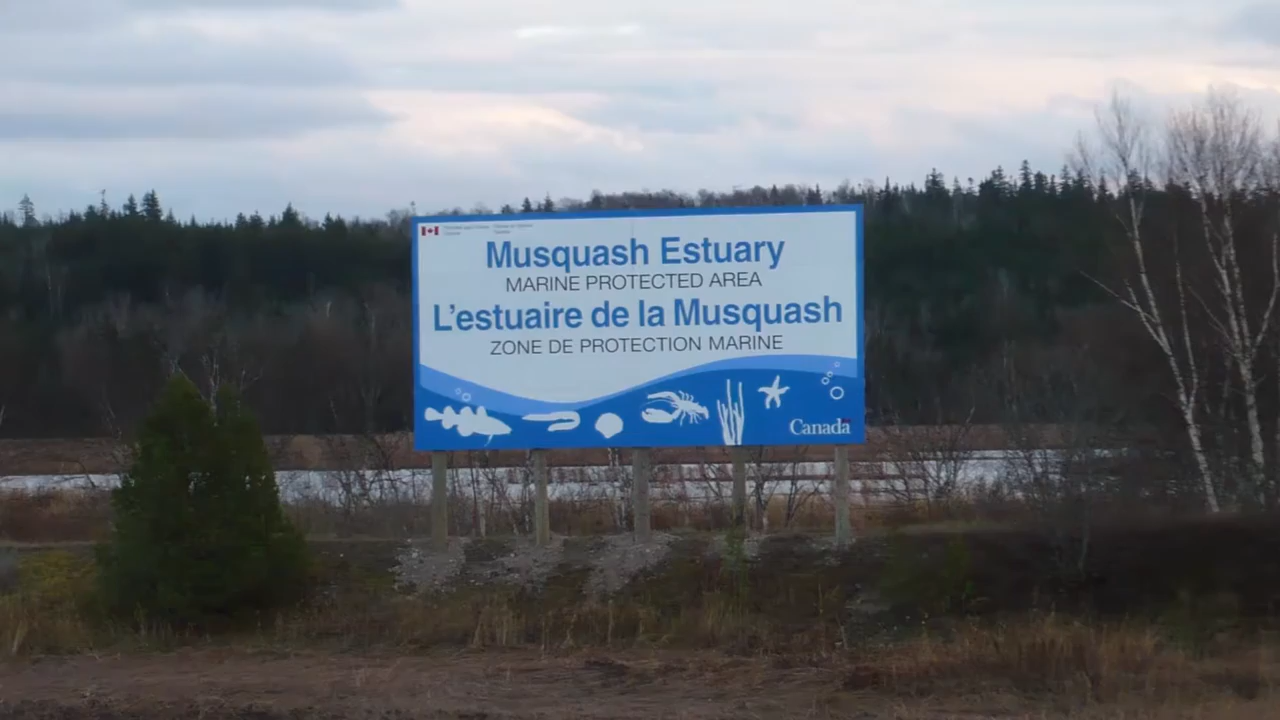 Musquash Estuary
MARINE PROTECTED AREA
L'estuaire de la Musquash
ZONE DE PROTECTION MARINE
Canada